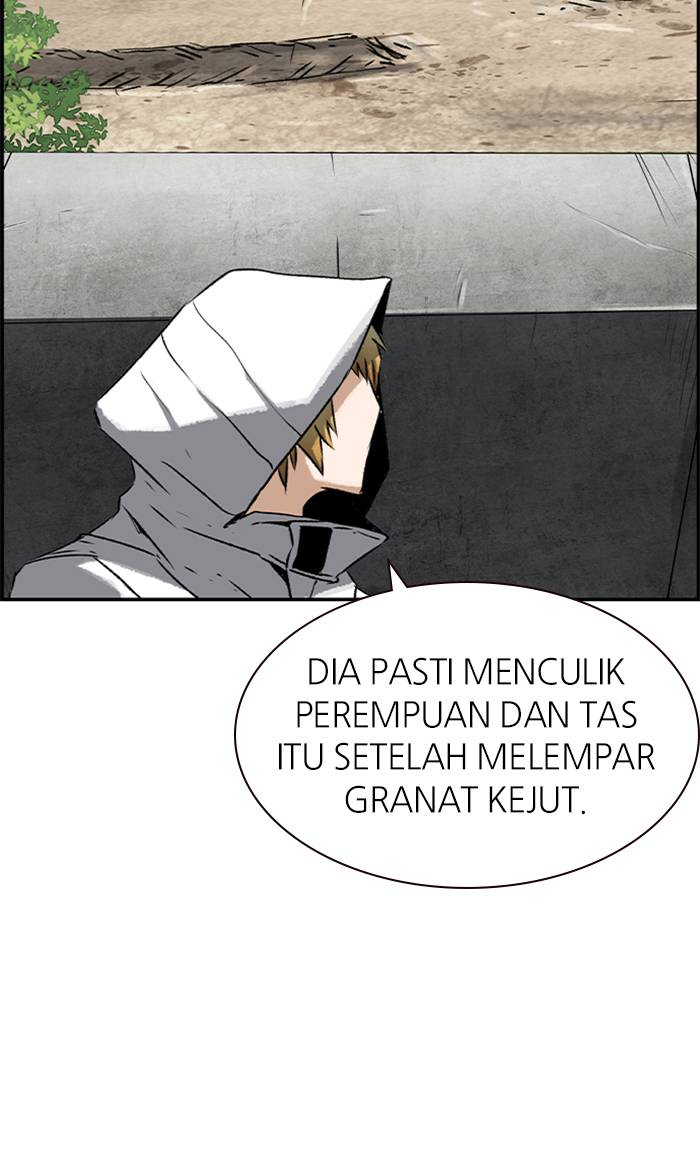 DIA PASTI MENCULIK
PEREMPUAN DAN TAS
ITU SETELAH MELEMPAR
GRANAT KEJUT.